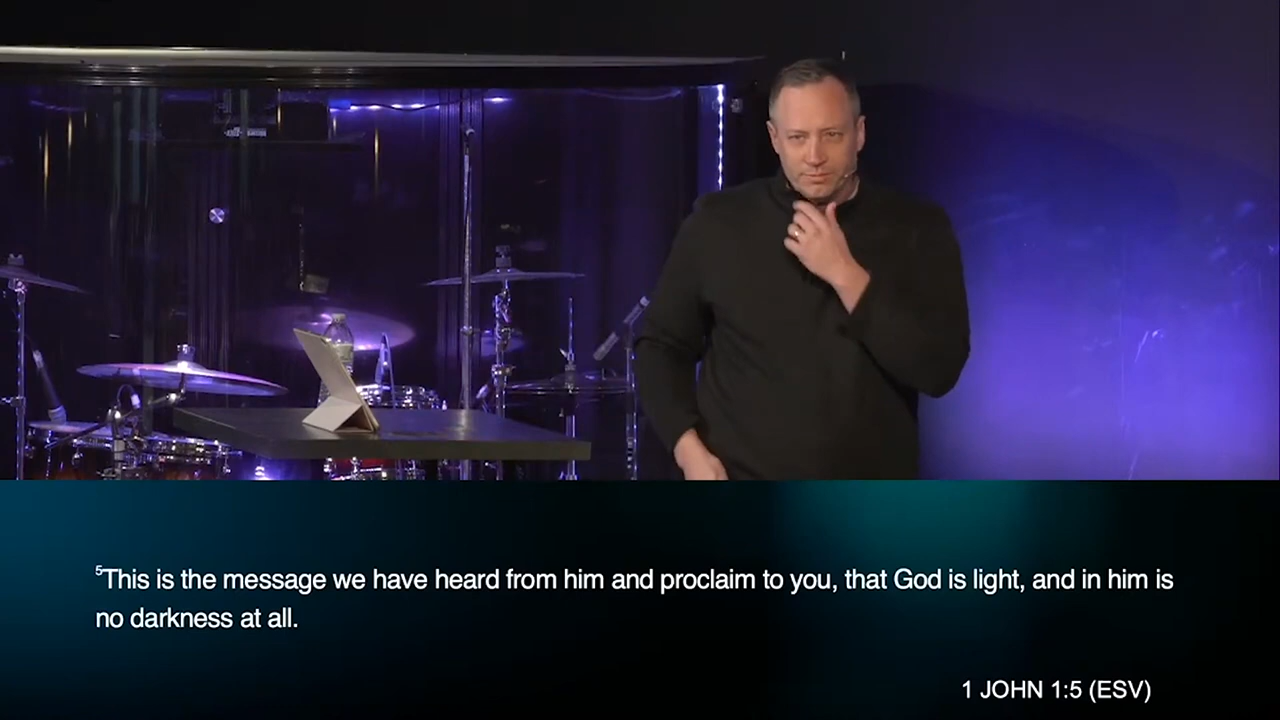 ⁵This is the message we have heard from him and proclaim to you, that God is light, and in him is
no darkness at all.
1 JOHN 1:5 (ESV)